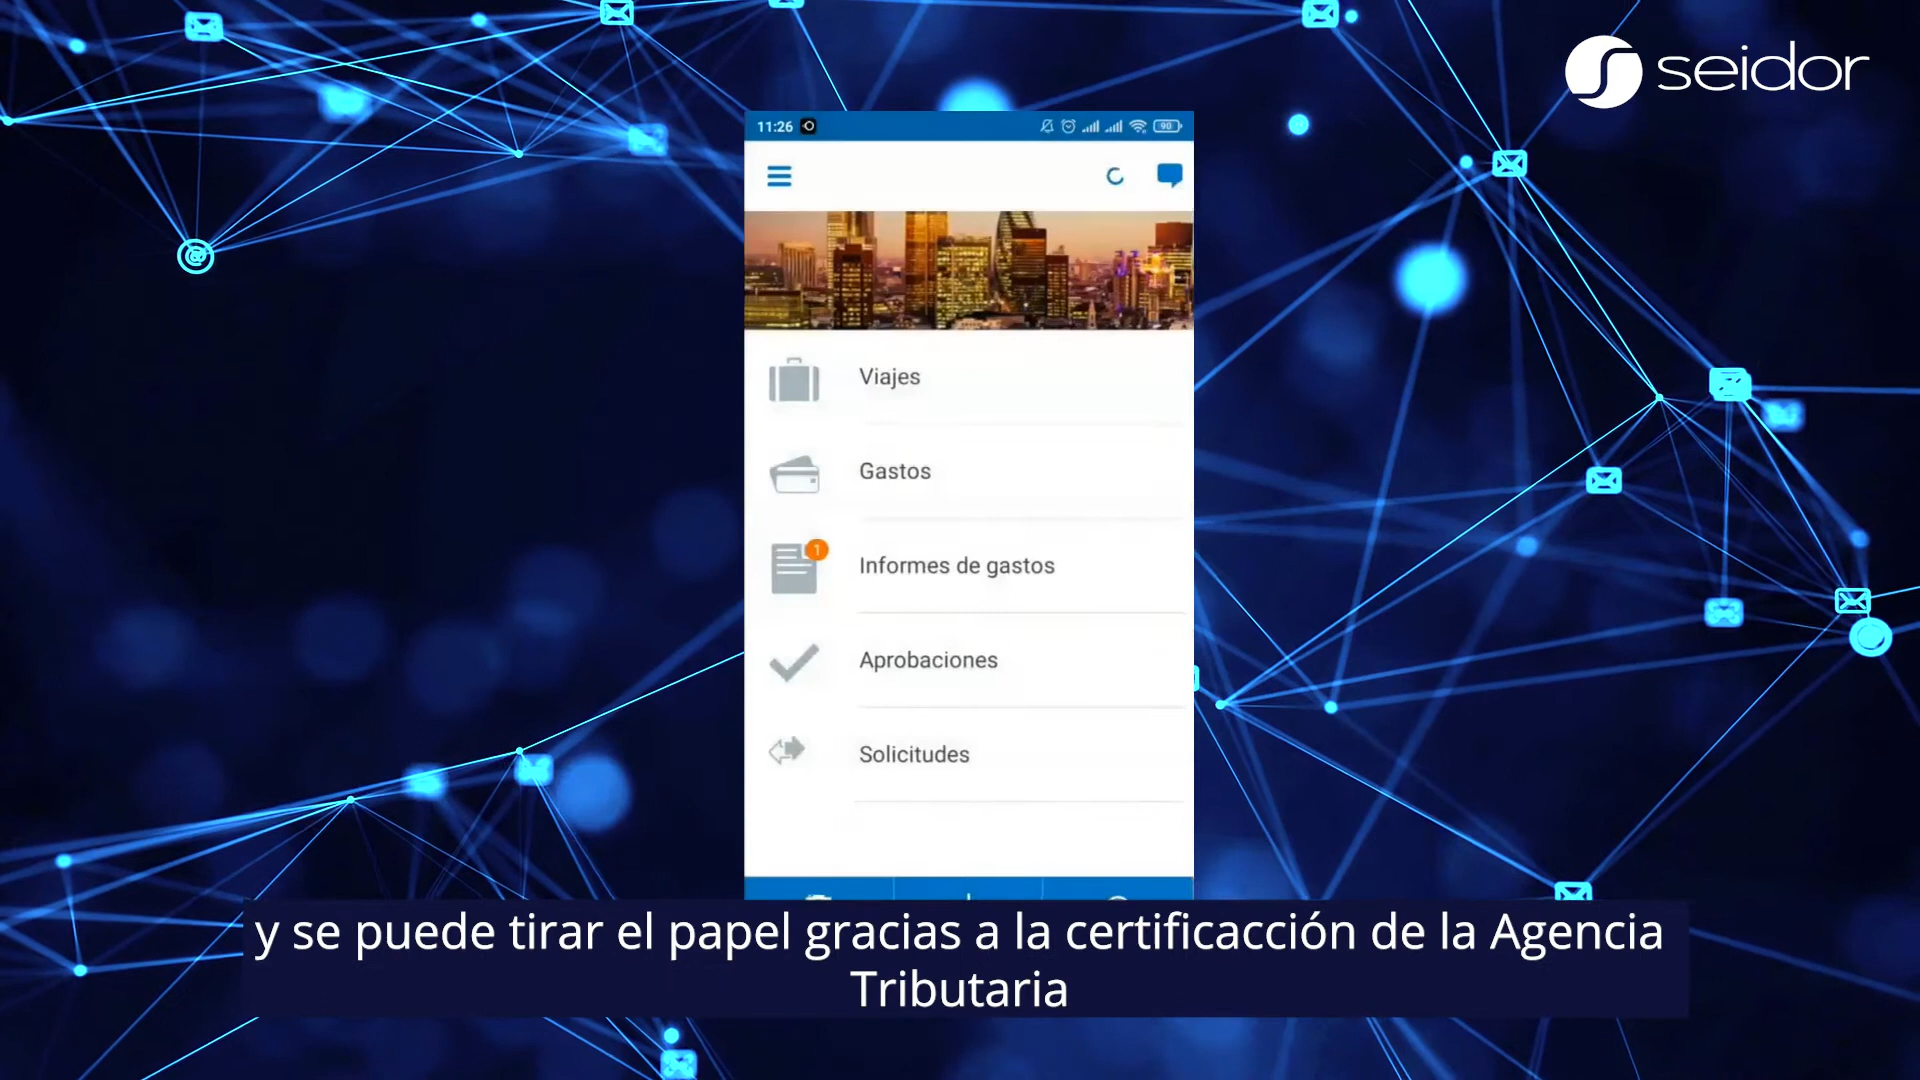 seidor
11:26
90
Viajes
Gastos
1
Informes de gastos
Aprobaciones
Solicitudes
y se puede tirar el papel gracias a la certificacción de la Agencia
Tributaria